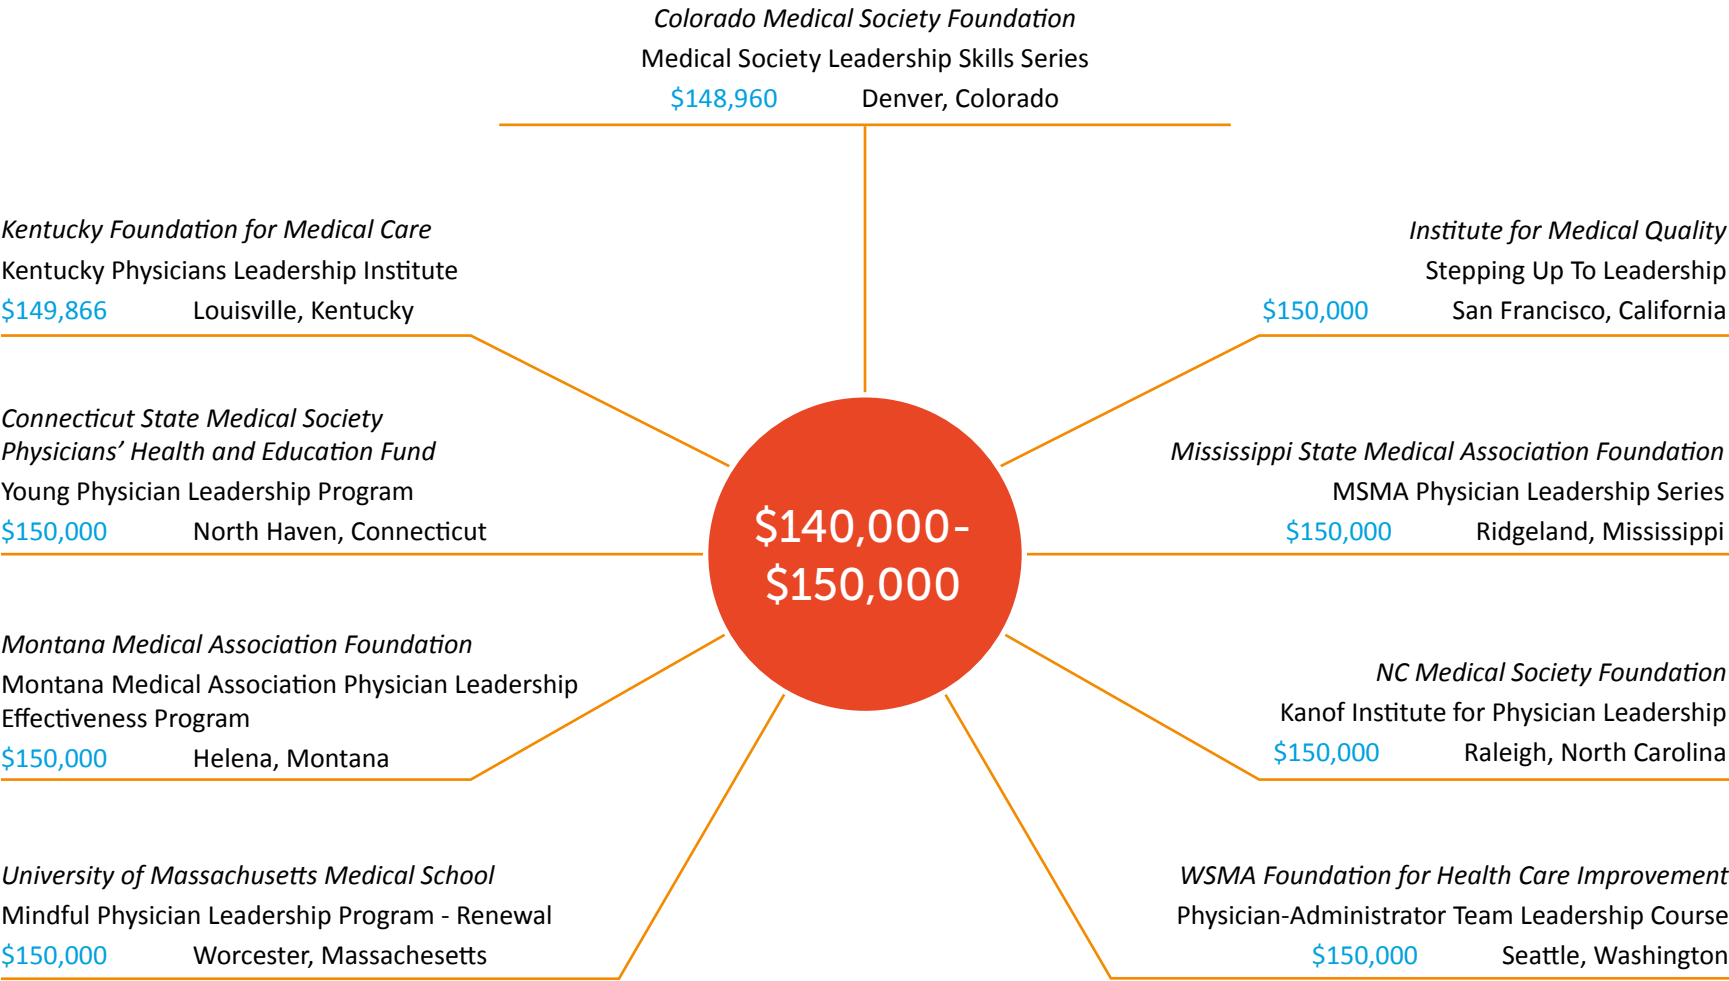 Colorado Medical Society Foundation
Medical Society Leadership Skills Series
$148,960 Denver, Colorado
Kentucky Foundation for Medical Care
Kentucky Physicians Leadership Institute
$149,866 Louisville, Kentucky
Institute for Medical Quality
Stepping Up To Leadership
$150,000 San Francisco, California
Connecticut State Medical Society
Physicians’ Health and Education Fund
Young Physician Leadership Program
$150,000 North Haven, Connecticut
Mississippi State Medical Association Foundation
MSMA Physician Leadership Series
$150,000 Ridgeland, Mississippi
$140,000-
$150,000
Montana Medical Association Foundation
Montana Medical Association Physician Leadership
Effectiveness Program
$150,000 Helena, Montana
NC Medical Society Foundation
Kanof Institute for Physician Leadership
$150,000 Raleigh, North Carolina
University of Massachusetts Medical School
Mindful Physician Leadership Program - Renewal
$150,000 Worcester, Massachesetts
WSMA Foundation for Health Care Improvement
Physician-Administrator Team Leadership Course
$150,000 Seattle, Washington